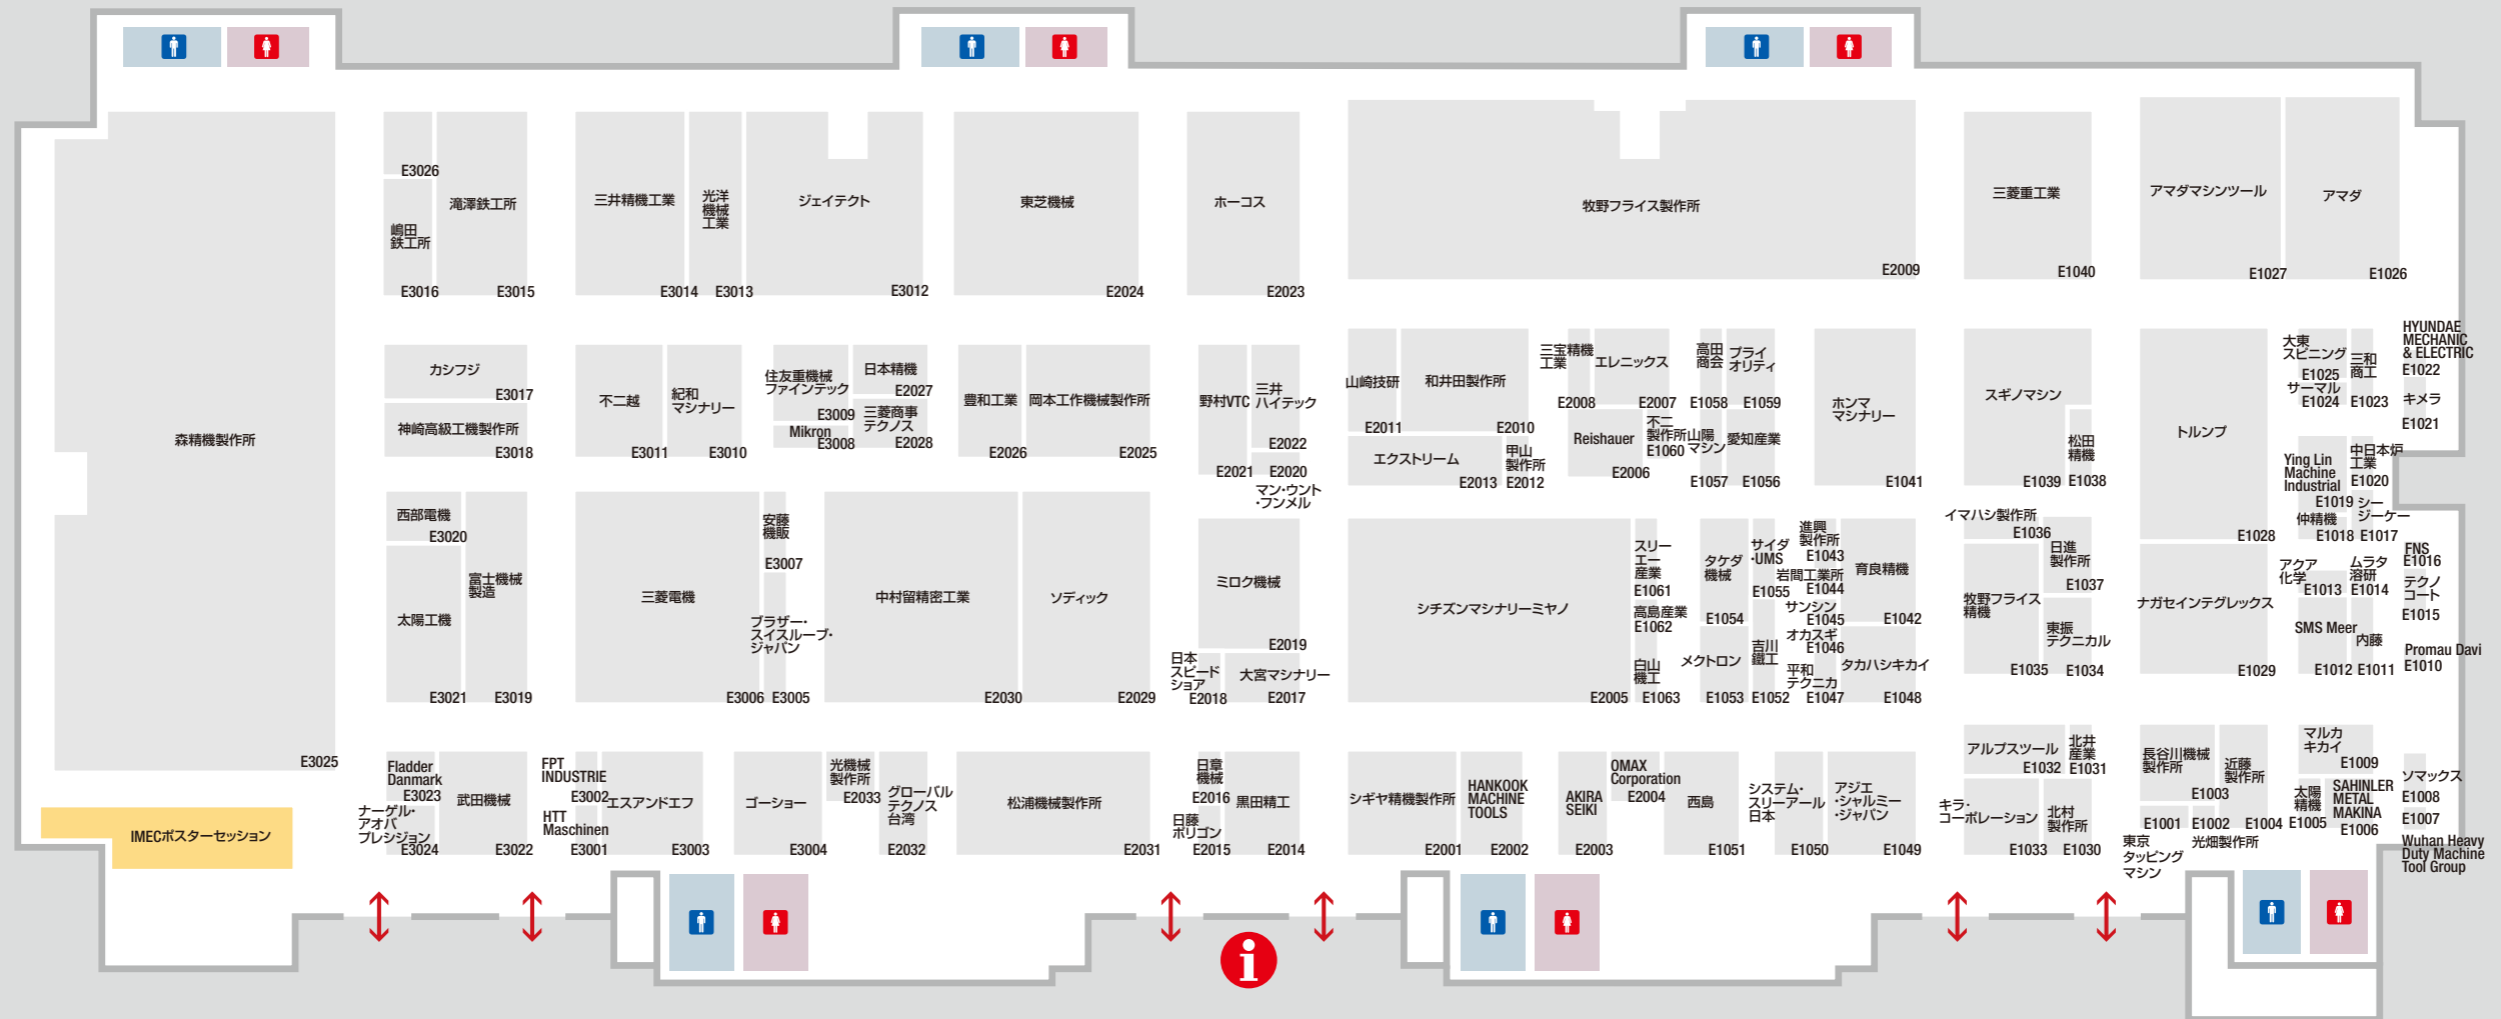 森精機製作所
E3025
IMECポスターセッション
E3026
嶋田
鉄工所
E3016
滝澤鉄工所
E3015
三井精機工業
E3014
光洋
機械
工業
E3013
ジェイテクト
E3012
東芝機械
E2024
ホーコス
E2023
牧野フライス製作所
E2009
三菱重工業
E1040
アマダマシンツール
E1027
アマダ
E1026
カシフジ
E3017
神崎高級工機製作所
E3018
不二越
E3011
紀和
マシナリー
E3010
住友重機械
ファインテック
E3009
Mikron
E3008
日本精機
E2027
三菱商事
テクノス
E2028
豊和工業
E2026
岡本工作機械製作所
E2025
野村VTC
E2021
三井
ハイテック
E2022
E2020
マン・ウント
・フンメル
山崎技研
E2011
和井田製作所
E2010
エクストリーム
E2013
甲山
製作所
E2012
三宝精機
工業
E2008
エレニックス
E2007
Reishauer
E2006
不二
製作所
E1060
高田
商会
E1058
プライ
オリティ
E1059
山陽
マシン
E1057
愛知産業
E1056
ホンマ
マシナリー
E1041
スギノマシン
E1039
松田
精機
E1038
トルンプ
E1028
大東
スピニング
E1025
サーマル
E1024
三和
商工
E1023
HYUNDAE
MECHANIC
& ELECTRIC
E1022
キメラ
E1021
Ying Lin
Machine
Industrial
E1019
中日本炉
工業
E1020
仲精機
E1018
シー
ジーケー
E1017
西部電機
E3020
太陽工機
E3021
富士機械
製造
E3019
三菱電機
E3006
安藤
機販
E3007
ブラザー・
スイスルーブ・
ジャパン
E3005
中村留精密工業
E2030
ソディック
E2029
ミロク機械
E2019
日本
スピード
ショア
E2018
大宮マシナリー
E2017
シチズンマシナリーミヤノ
E2005
スリー
エー
産業
E1061
高島産業
E1062
白山
機工
E1063
タケダ
機械
E1054
メクトロン
E1053
サイダ
・UMS
E1055
吉川
鐵工
E1052
進興
製作所
E1043
岩間工業所
E1044
サンシン
E1045
オカスギ
E1046
平和
テクニカ
E1047
育良精機
E1042
タカハシキカイ
E1048
イマハシ製作所
E1036
牧野フライス
精機
E1035
日進
製作所
E1037
東振
テクニカル
E1034
ナガセインテグレックス
E1029
アクア
化学
E1013
ムラタ
溶研
E1014
FNS
E1016
テクノ
コート
E1015
SMS Meer
E1012
内藤
E1011
Promau Davi
E1010
Fladder
Danmark
E3023
ナーゲル・
アオバ
プレシジョン
E3024
武田機械
E3022
FPT
INDUSTRIE
E3002
HTT
Maschinen
E3001
エスアンドエフ
E3003
ゴーショー
E3004
光機械
製作所
E2033
グローバル
テクノス
台湾
E2032
松浦機械製作所
E2031
日章
機械
E2016
日藤
ポリゴン
E2015
黒田精工
E2014
シギヤ精機製作所
E2001
HANKOOK
MACHINE
TOOLS
E2002
AKIRA
SEIKI
E2003
OMAX
Corporation
E2004
西島
E1051
システム・
スリーアール
日本
E1050
アジエ
・シャルミー
・ジャパン
E1049
アルプスツール
E1032
北井
産業
E1031
キラ・
コーポレーション
E1033
北村
製作所
E1030
長谷川機械
製作所
E1003
近藤
製作所
E1004
E1001
東京
タッピング
マシン
E1002
光畑製作所
マルカ
キカイ
E1009
太陽
精機
E1005
SAHINLER
METAL
MAKINA
E1006
ソマックス
E1008
E1007
Wuhan Heavy
Duty Machine
Tool Group
i